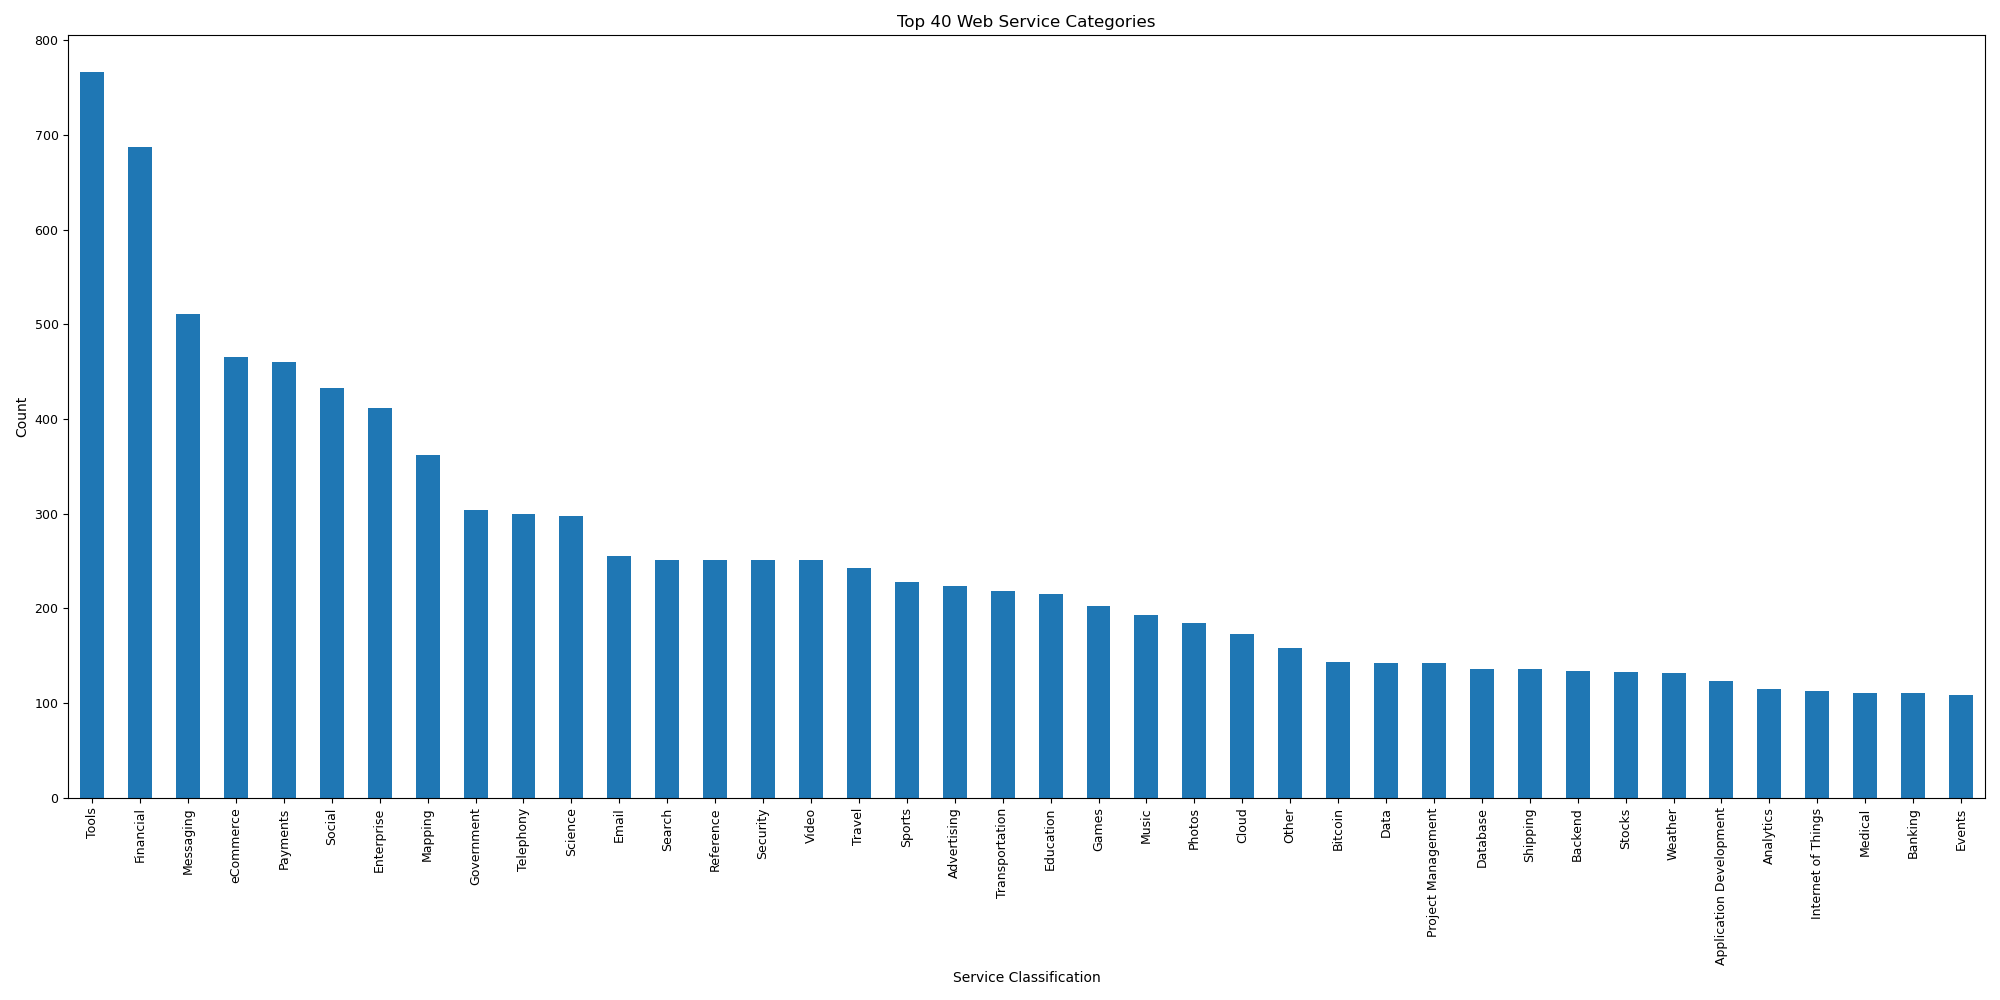 Top 40 Web Service Categories
800
700
600
500
400
300
200
100
0
Count
Tools
Financial
Messaging
eCommerce
Payments
Social
Enterprise
Mapping
Government
Telephony
Science
Email
Search
Reference
Security
Video
Travel
Sports
Advertising
Transportation
Education
Games
Music
Photos
Cloud
Other
Bitcoin
Data
Project Management
Database
Shipping
Backend
Stocks
Weather
Application Development
Analytics
Internet of Things
Medical
Banking
Events
Service Classification